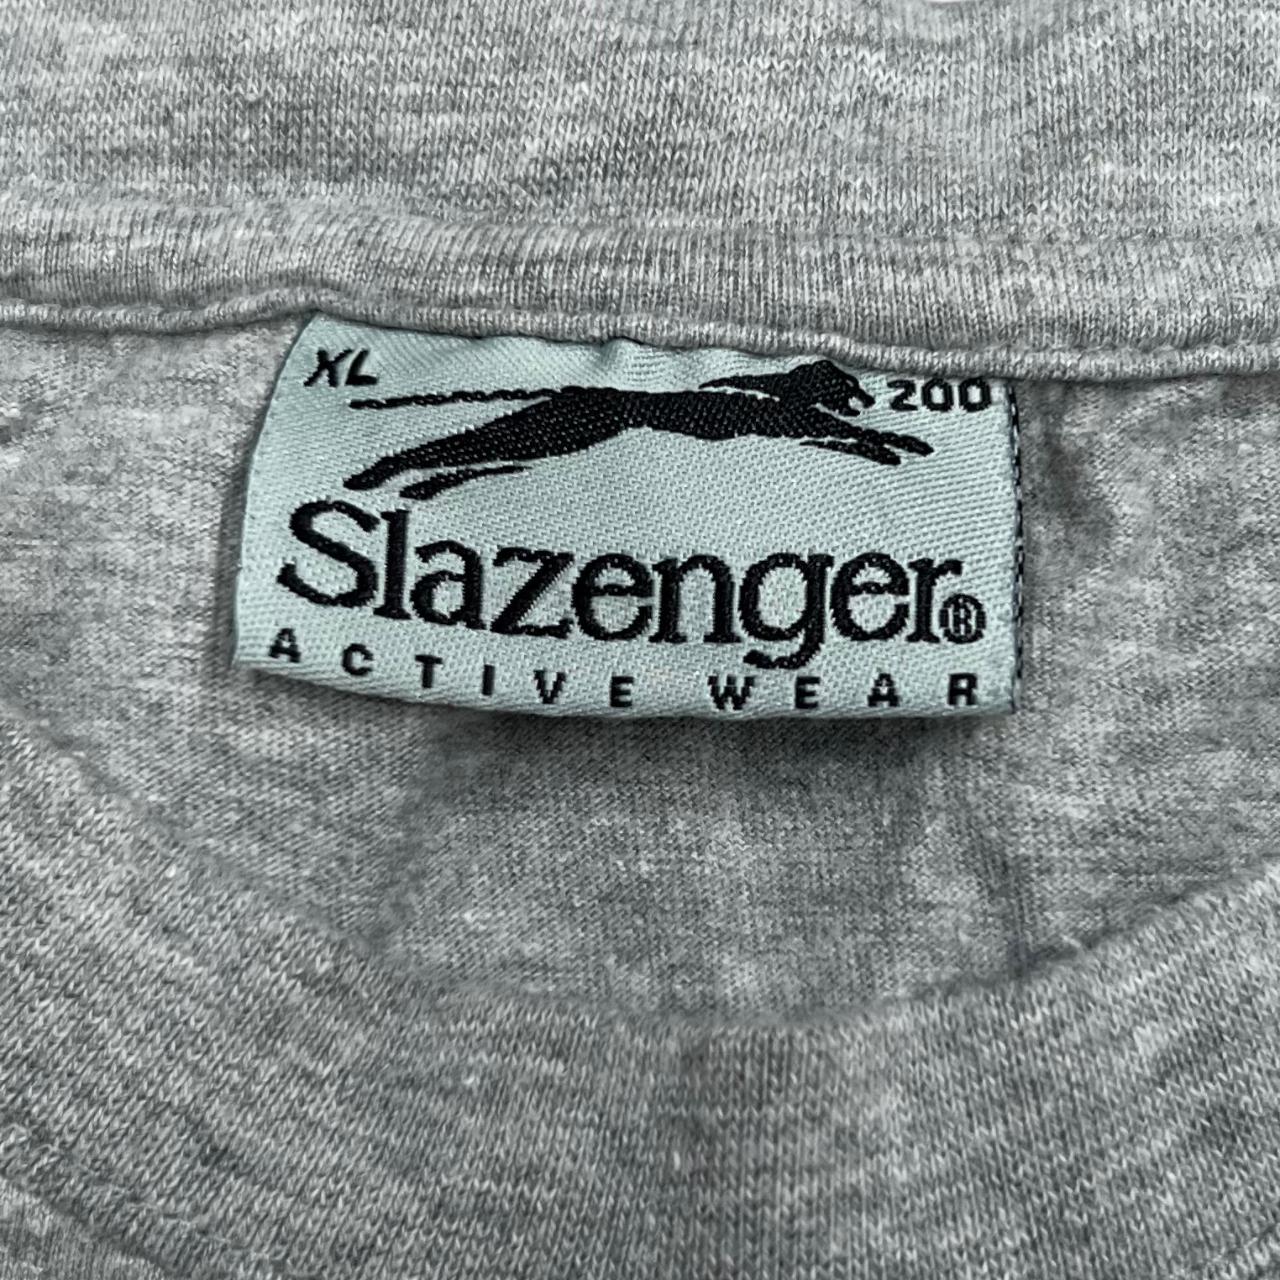 XL 200
Slazenger®
ACTIVE WEAR